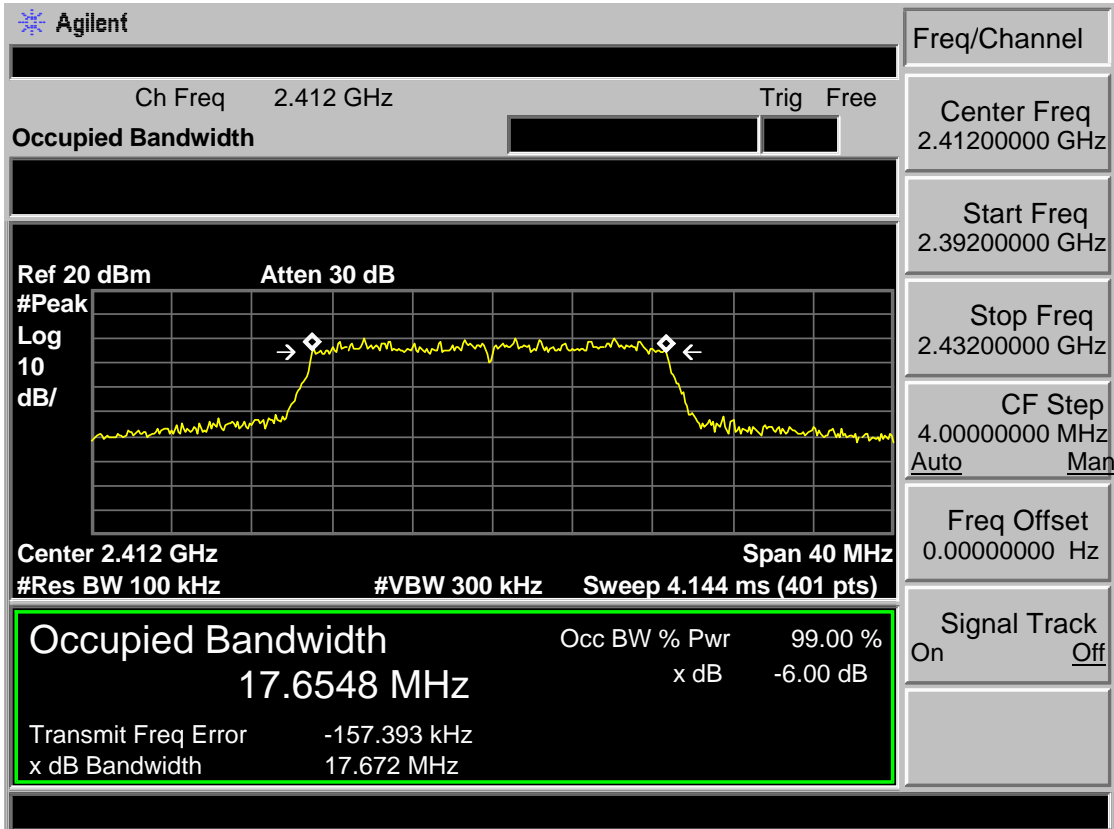 Agilent
Freq/Channel
Ch Freq 2.412 GHz Trig Free
Occupied Bandwidth
Center Freq
2.41200000 GHz
Start Freq
2.39200000 GHz
Stop Freq
2.43200000 GHz
CF Step
4.00000000 MHz
Auto Man
Freq Offset
0.00000000 Hz
Signal Track
On Off
Ref 20 dBm Atten 30 dB
#Peak
Log
10
dB/
Center 2.412 GHz Span 40 MHz
#Res BW 100 kHz #VBW 300 kHz Sweep 4.144 ms (401 pts)
Occupied Bandwidth Occ BW % Pwr 99.00 %
17.6548 MHz x dB -6.00 dB
Transmit Freq Error -157.393 kHz
x dB Bandwidth 17.672 MHz